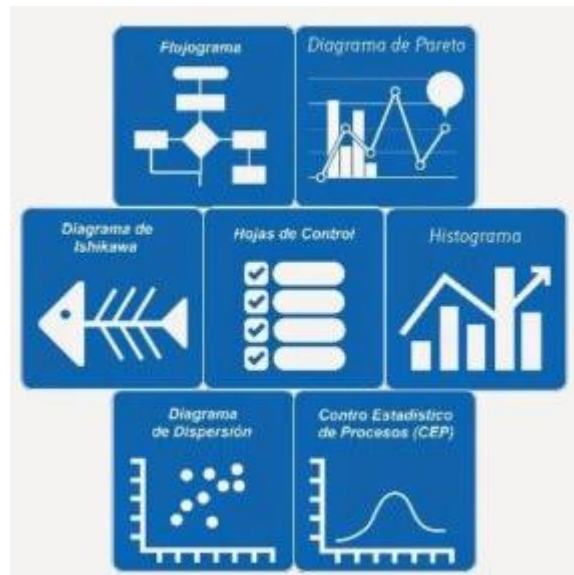 Flujograma
Diagrama de Pareto
Diagrama de
Ishikawa
Hojas de Control
Histograma
Diagrama
de Dispersión
Contro Estadístico
de Procesos (CEP)